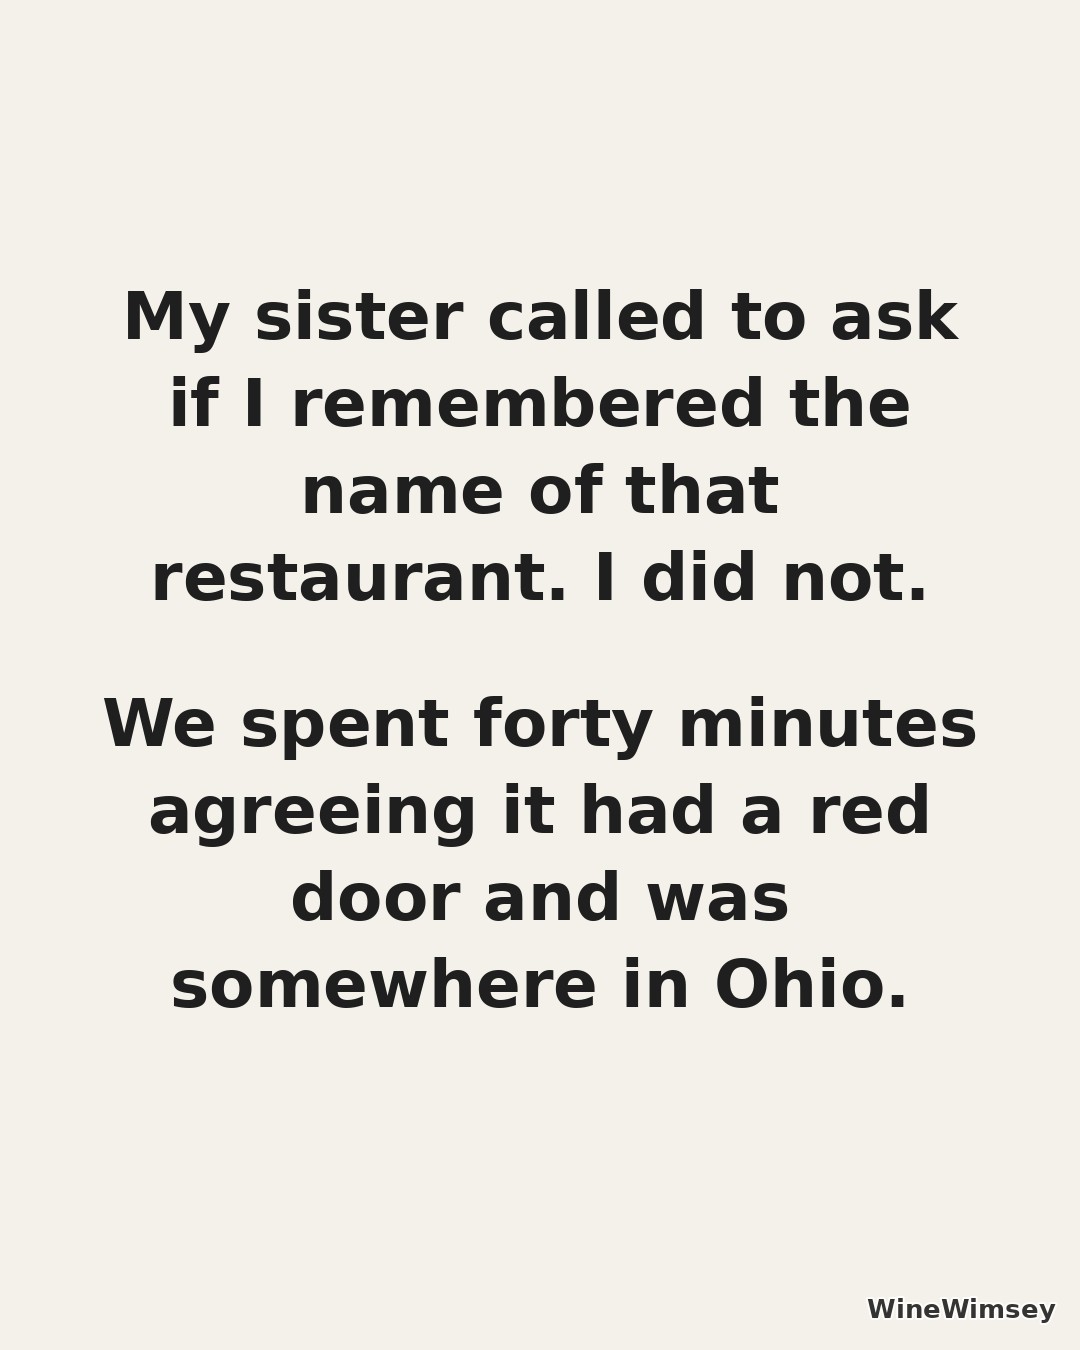 My sister called to ask
if I remembered the
name of that
restaurant. I did not.
We spent forty minutes
agreeing it had a red
door and was
somewhere in Ohio.
WineWimsey